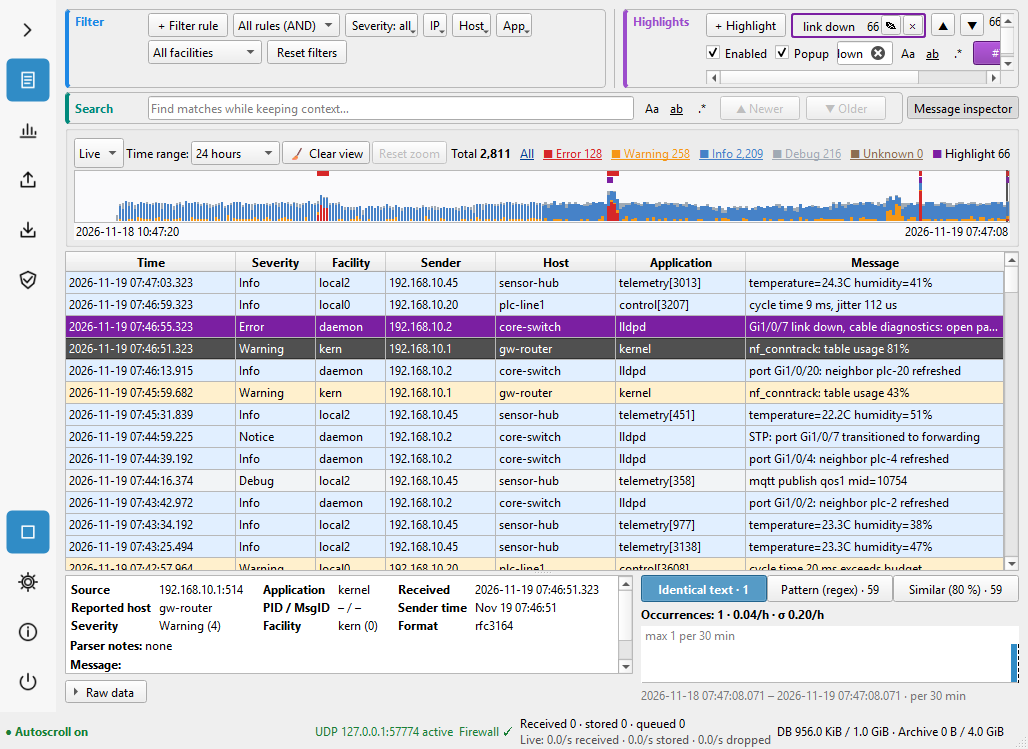 Filter
+ Filter rule
All rules (AND)
Severity: all
IP
Host
App
All facilities
Reset filters
Highlights
+ Highlight
link down 66
×
▲
▼
66
Enabled
Popup
Aa
ab
.*
#
Search
Find matches while keeping context...
Aa
ab
.*
▲ Newer
▼ Older
Message inspector
Live
Time range:
24 hours
Clear view
Reset zoom
Total 2,811
All
Error 128
Warning 258
Info 2,209
Debug 216
Unknown 0
Highlight 66
2026-11-18 10:47:20
2026-11-19 07:47:08
Time Severity Facility Sender Host Application Message
2026-11-19 07:47:03.323 Info local2 192.168.10.45 sensor-hub telemetry[3013] temperature=24.3C humidity=41%
2026-11-19 07:46:59.323 Info local0 192.168.10.20 plc-line1 control[3207] cycle time 9 ms, jitter 112 us
2026-11-19 07:46:55.323 Error daemon 192.168.10.2 core-switch lldpd Gi1/0/7 link down, cable diagnostics: open pa...
2026-11-19 07:46:51.323 Warning kern 192.168.10.1 gw-router kernel nf_conntrack: table usage 81%
2026-11-19 07:46:13.915 Info daemon 192.168.10.2 core-switch lldpd port Gi1/0/20: neighbor plc-20 refreshed
2026-11-19 07:45:59.682 Warning kern 192.168.10.1 gw-router kernel nf_conntrack: table usage 43%
2026-11-19 07:45:31.839 Info local2 192.168.10.45 sensor-hub telemetry[451] temperature=22.2C humidity=51%
2026-11-19 07:44:59.225 Notice daemon 192.168.10.2 core-switch lldpd STP: port Gi1/0/7 transitioned to forwarding
2026-11-19 07:44:39.192 Info daemon 192.168.10.2 core-switch lldpd port Gi1/0/4: neighbor plc-4 refreshed
2026-11-19 07:44:16.374 Debug local2 192.168.10.45 sensor-hub telemetry[358] mqtt publish qos1 mid=10754
2026-11-19 07:43:42.972 Info daemon 192.168.10.2 core-switch lldpd port Gi1/0/2: neighbor plc-2 refreshed
2026-11-19 07:43:34.192 Info local2 192.168.10.45 sensor-hub telemetry[977] temperature=23.3C humidity=38%
2026-11-19 07:43:25.494 Info local2 192.168.10.45 sensor-hub telemetry[3138] temperature=23.3C humidity=47%
2026-11-19 07:42:57.964 Warning local0 192.168.10.20 plc-line1 control[3608] cycle time 20 ms exceeds budget
Source 192.168.10.1:514 Application kernel Received 2026-11-19 07:46:51.323
Reported host gw-router PID / MsgID – / – Sender time Nov 19 07:46:51
Severity Warning (4) Facility kern (0) Format rfc3164
Parser notes: none
Message:
Raw data
Identical text · 1
Pattern (regex) · 59
Similar (80 %) · 59
Occurrences: 1 · 0.04/h · σ 0.20/h
max 1 per 30 min
2026-11-18 07:47:08.071 – 2026-11-19 07:47:08.071 · per 30 min
● Autoscroll on
UDP 127.0.0.1:57774 active
Firewall ✓
Received 0 · stored 0 · queued 0
Live: 0.0/s received · 0.0/s stored · 0.0/s dropped
DB 956.0 KiB / 1.0 GiB · Archive 0 B / 4.0 GiB